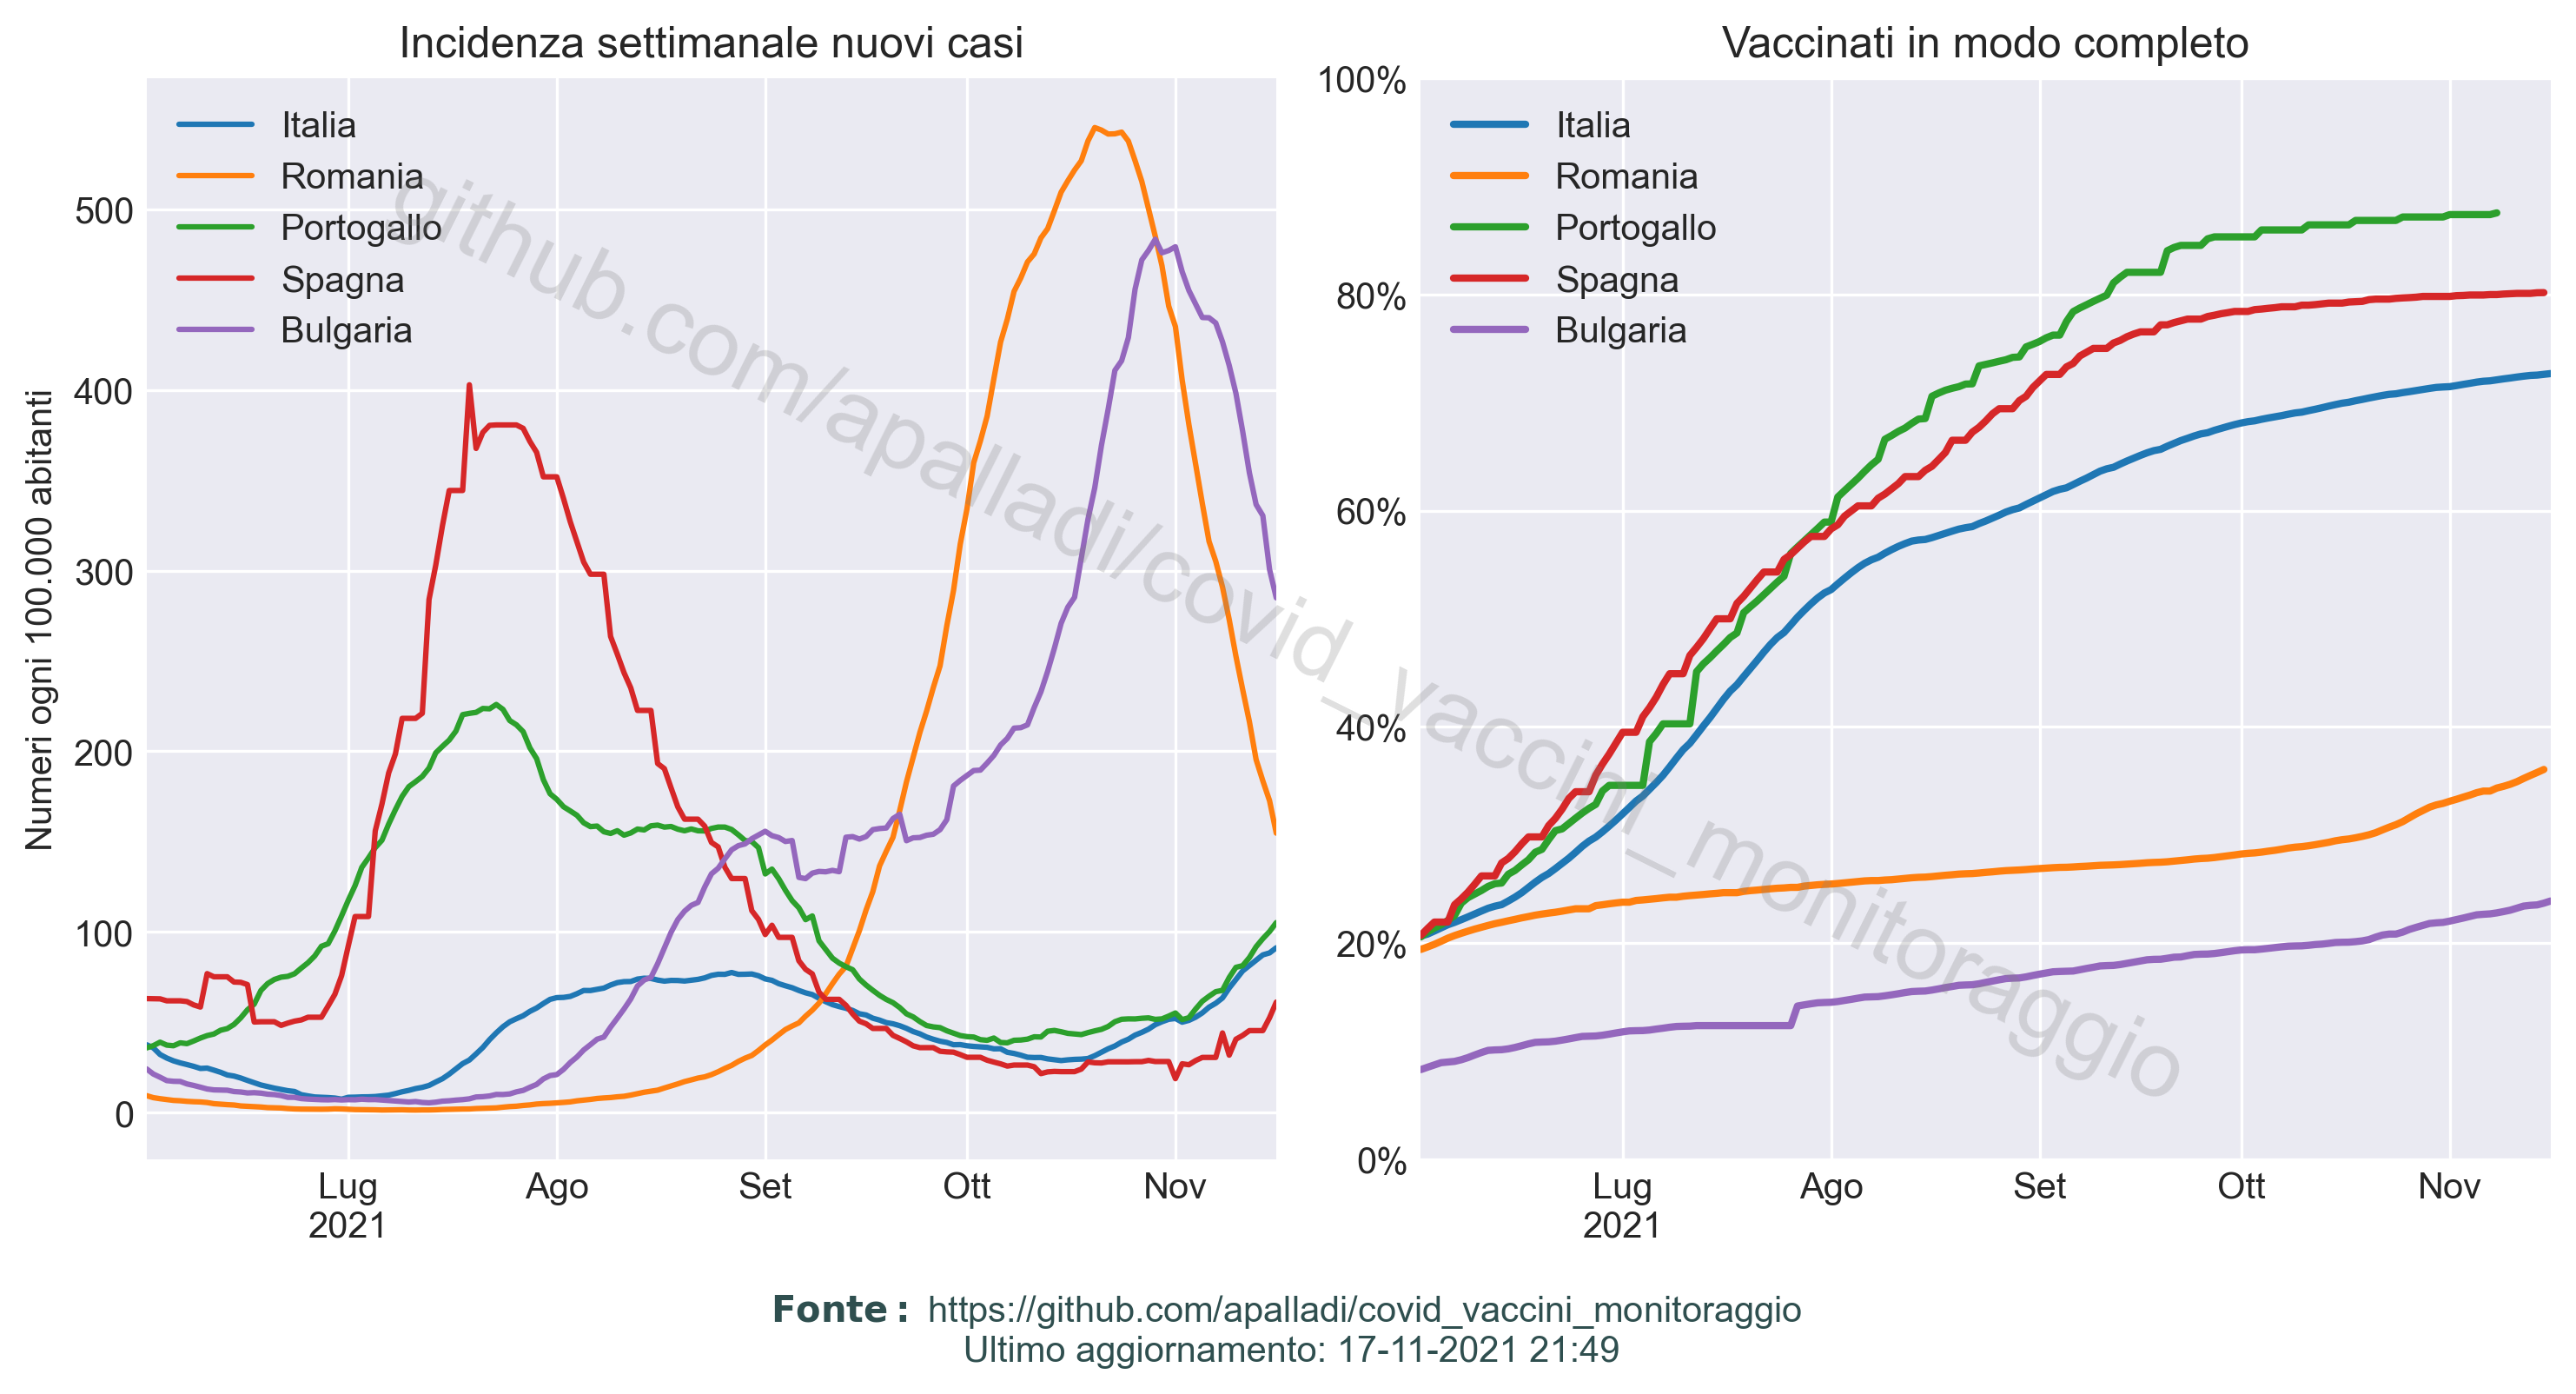 Incidenza settimanale nuovi casi
Numeri ogni 100.000 abitanti
500
400
300
200
100
0
Italia
Romania
Portogallo
Spagna
Bulgaria
Lug
2021
Ago
Set
Ott
Nov
Vaccinati in modo completo
100%
80%
60%
40%
20%
0%
Italia
Romania
Portogallo
Spagna
Bulgaria
Lug
2021
Ago
Set
Ott
Nov
github.com/apalladi/covid_vaccini_monitoraggio
Fonte: https://github.com/apalladi/covid_vaccini_monitoraggio
Ultimo aggiornamento: 17-11-2021 21:49